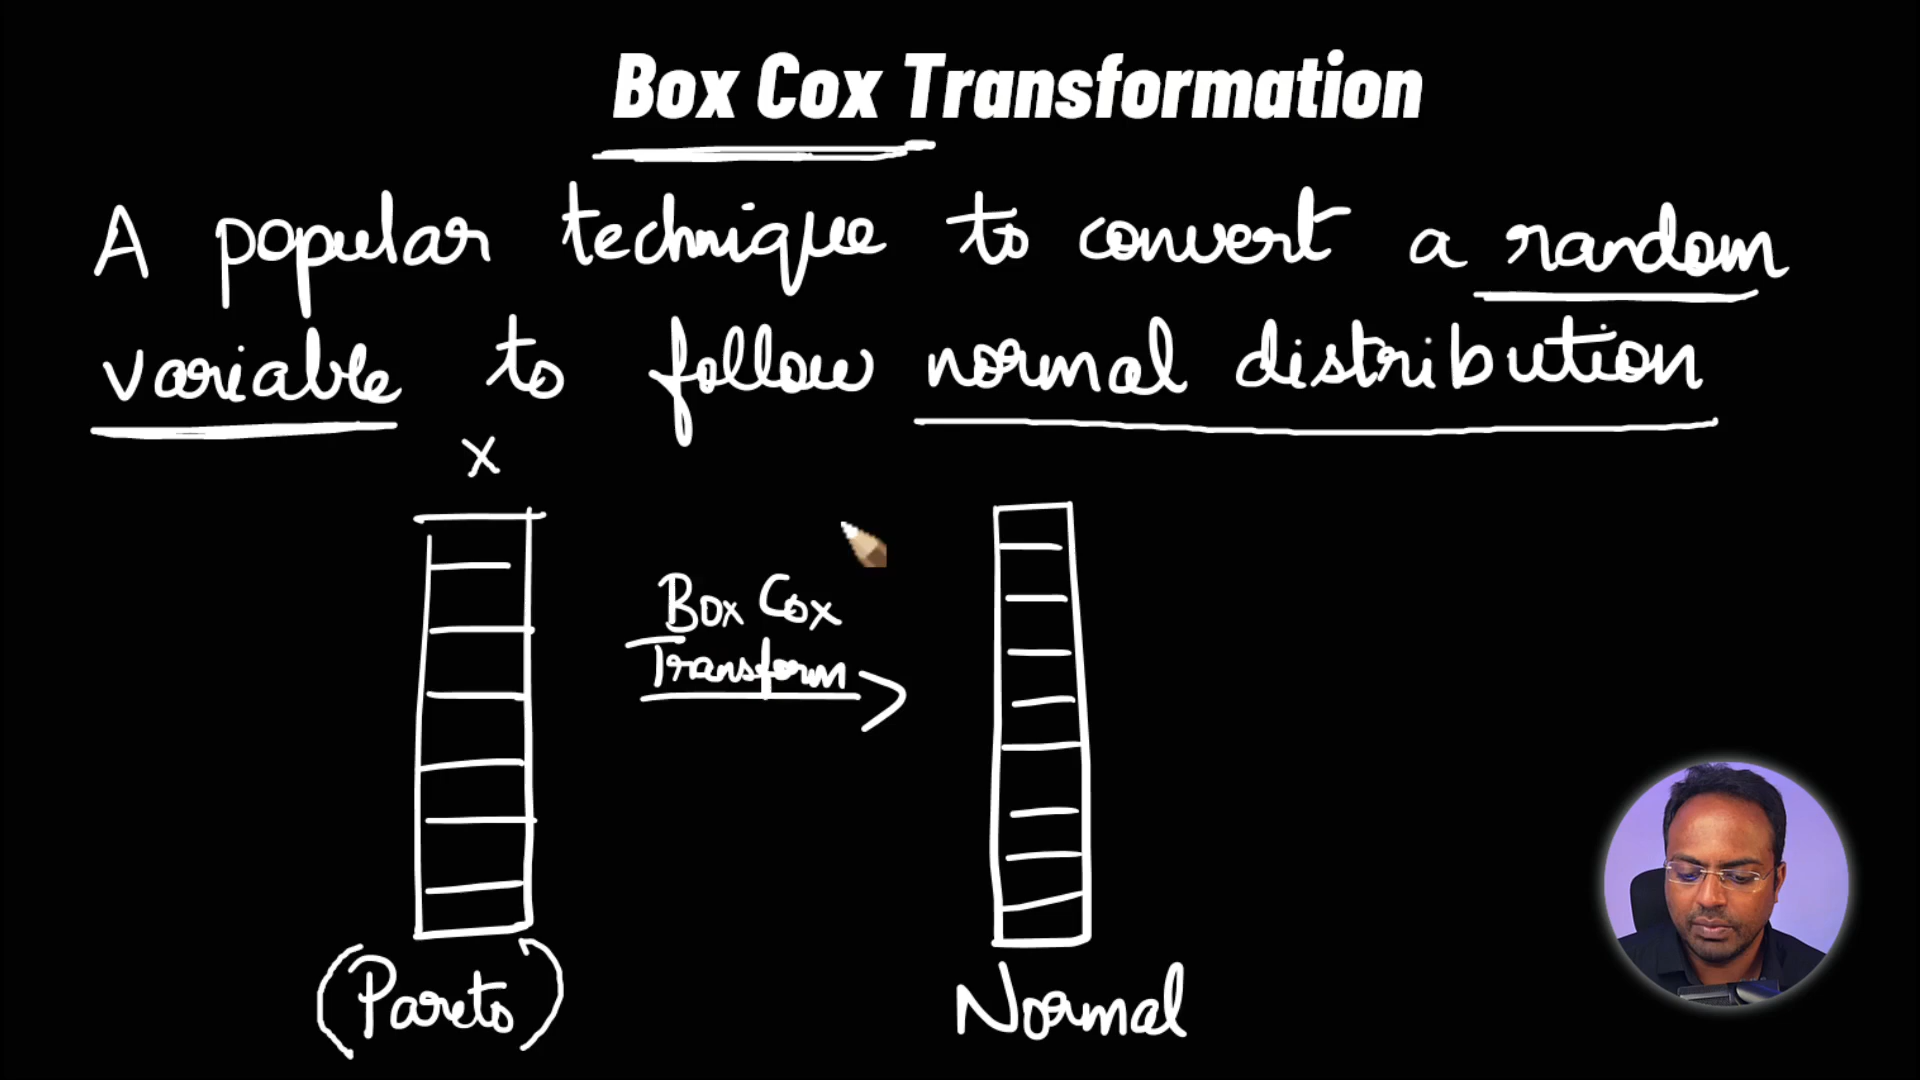 Box Cox Transformation
A popular technique to convert a random
variable to follow normal distribution
X
Box Cox
Transform
(Pareto)
Normal